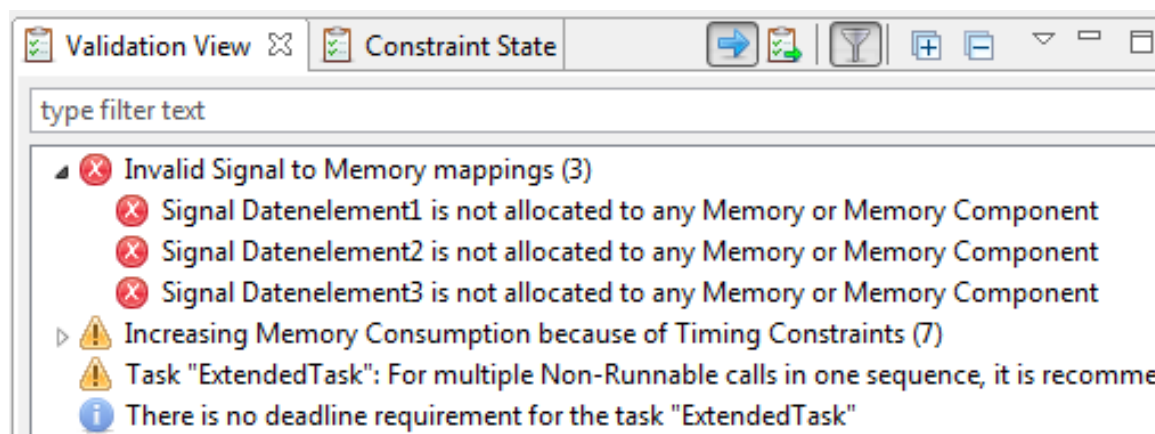 Validation View Constraint State
type filter text
Invalid Signal to Memory mappings (3)
Signal Datenelement1 is not allocated to any Memory or Memory Component
Signal Datenelement2 is not allocated to any Memory or Memory Component
Signal Datenelement3 is not allocated to any Memory or Memory Component
Increasing Memory Consumption because of Timing Constraints (7)
Task "ExtendedTask": For multiple Non-Runnable calls in one sequence, it is recomme
There is no deadline requirement for the task "ExtendedTask"